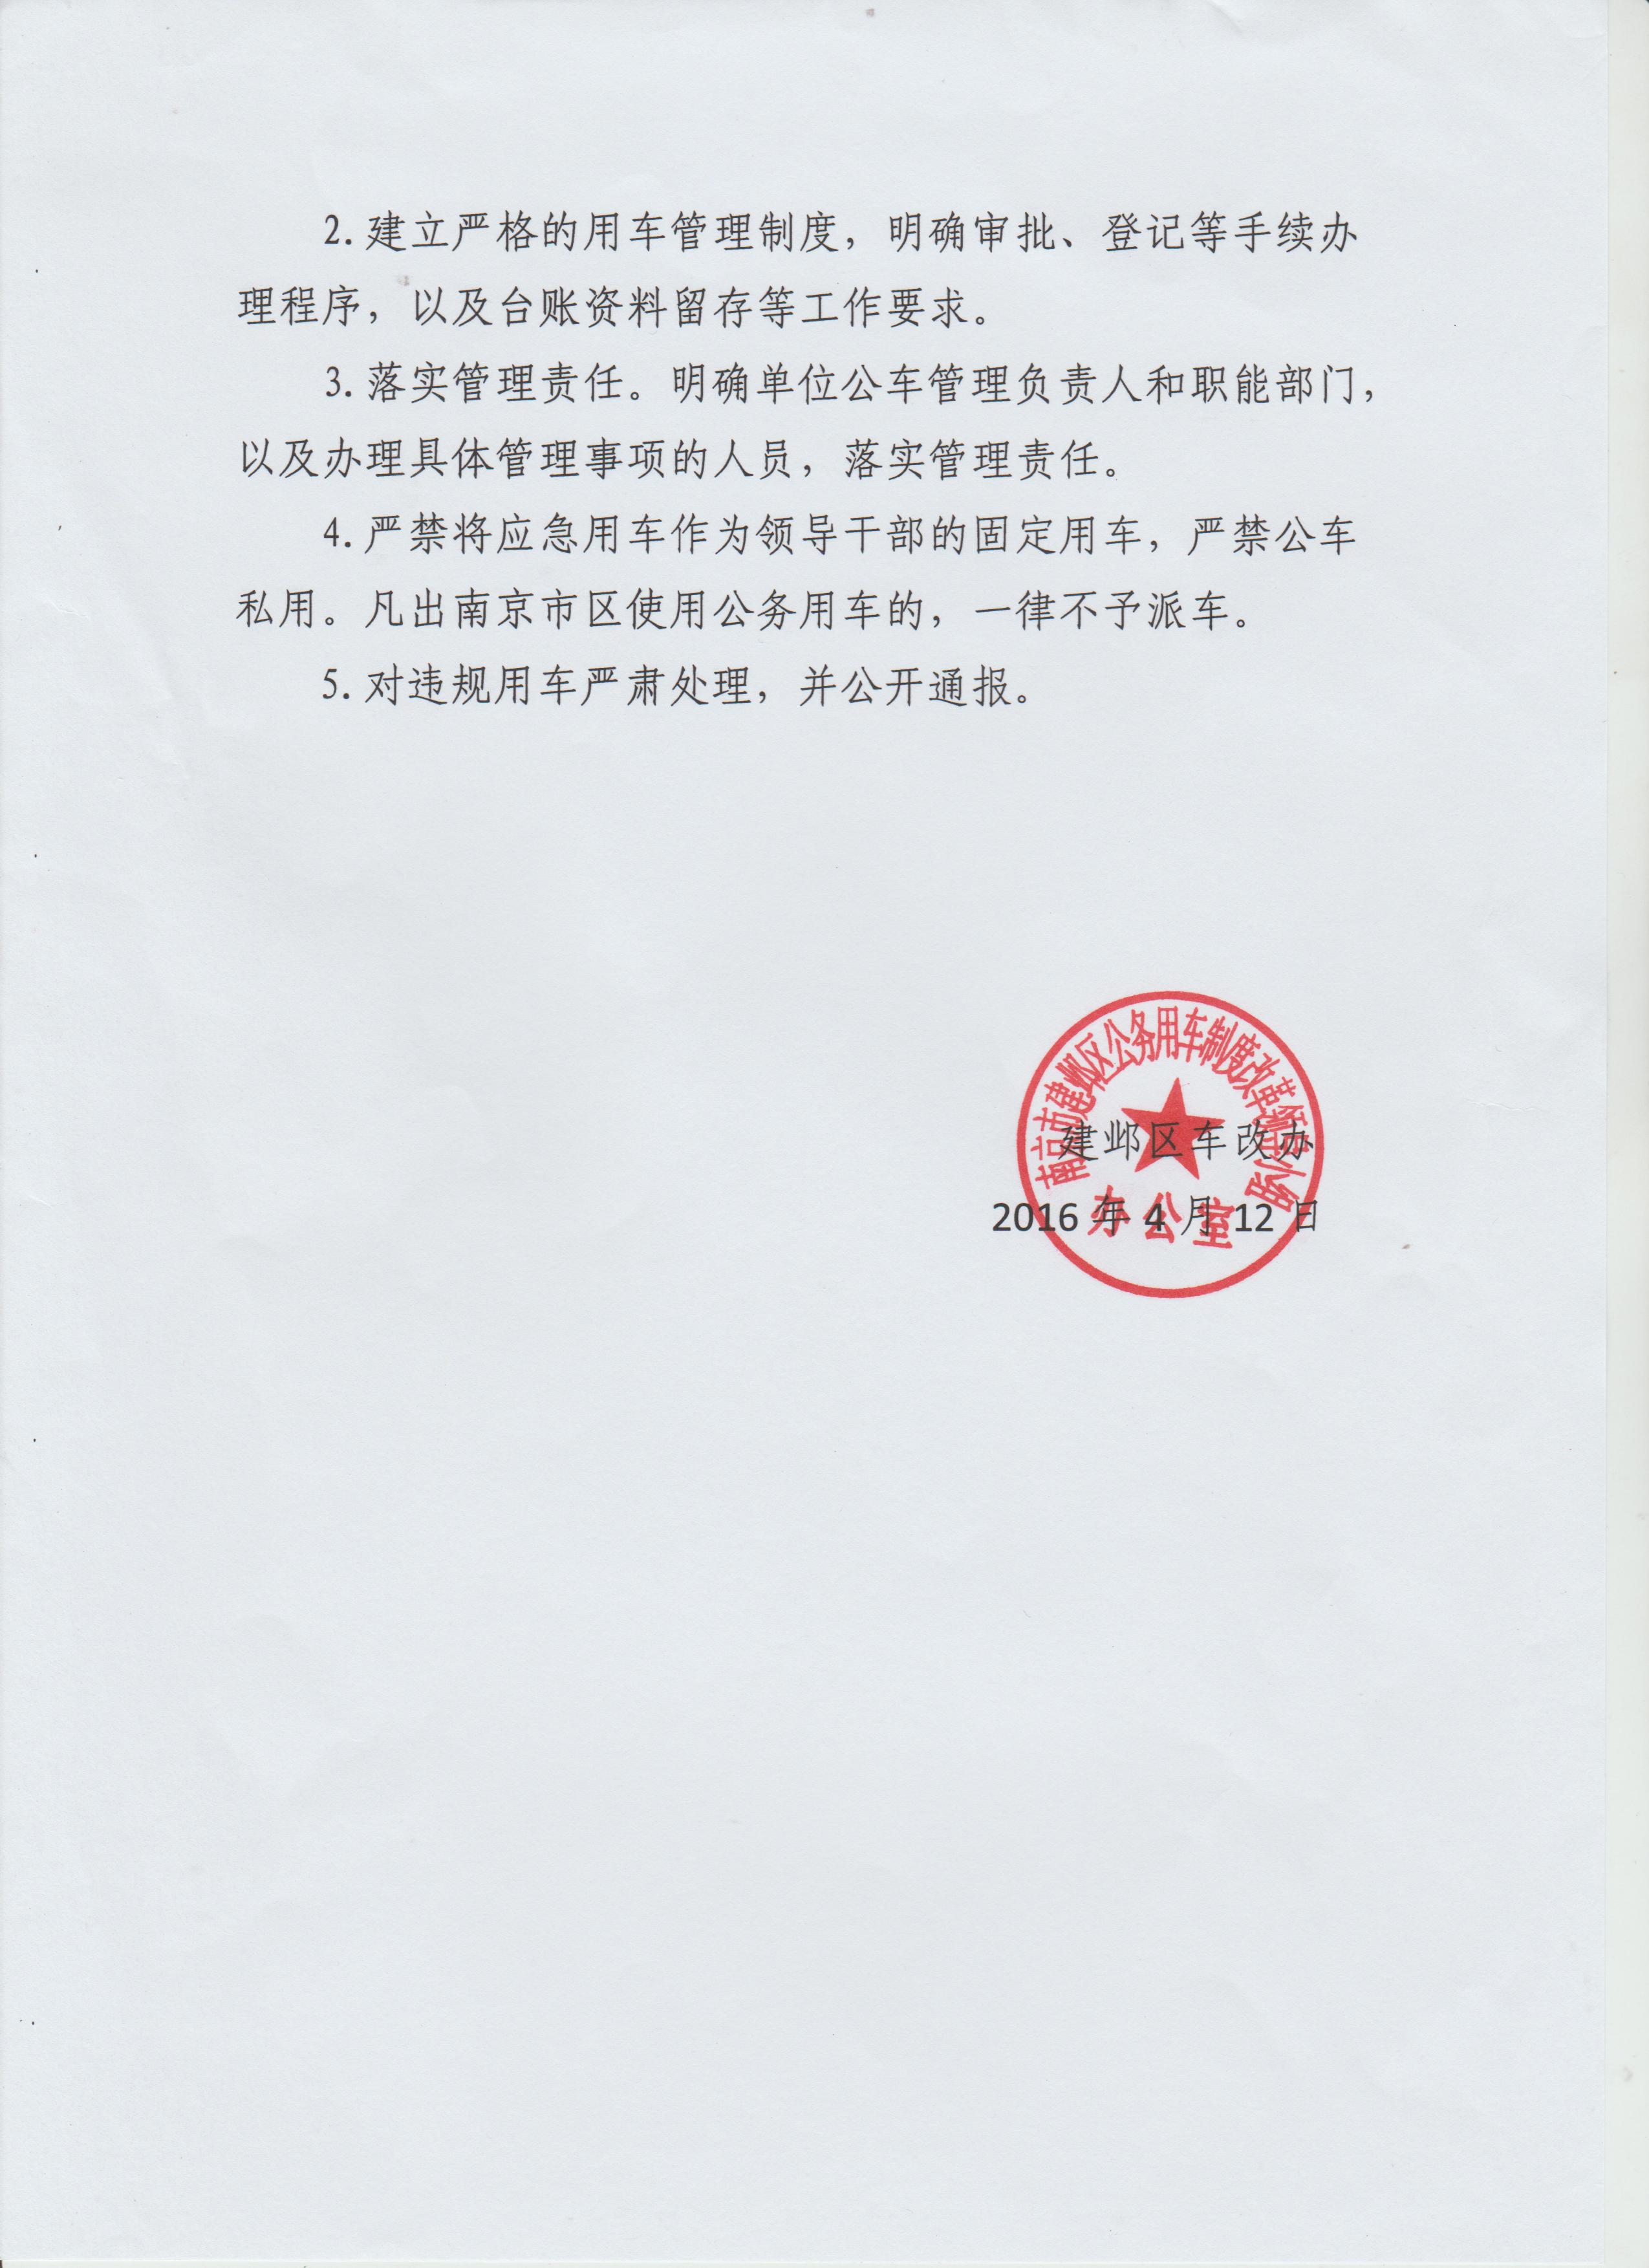 2. 建立严格的用车管理制度，明确审批、登记等手续办
理程序，以及台账资料留存等工作要求。
3. 落实管理责任。明确单位公车管理负责人和职能部门，
以及办理具体管理事项的人员，落实管理责任。
4. 严禁将应急用车作为领导干部的固定用车，严禁公车
私用。凡出南京市区使用公务用车的，一律不予派车。
5. 对违规用车严肃处理，并公开通报。
南京市建邺区公务用车制度改革领导小组
建邺区车改办
2016 年 4 月 12 日
办公室